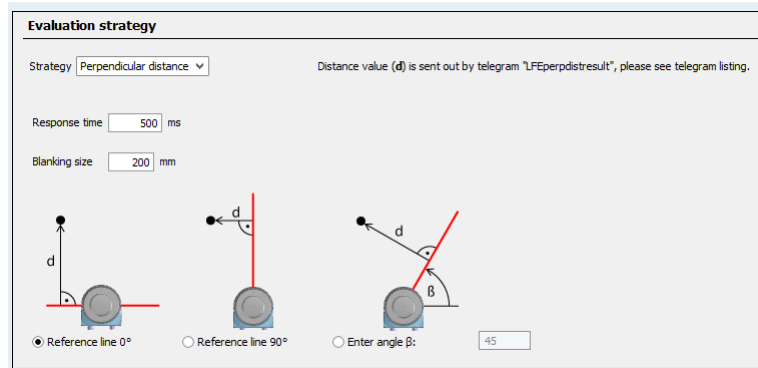 Evaluation strategy
Strategy Perpendicular distance Distance value (d) is sent out by telegram "LFEperpdistresult", please see telegram listing.
Response time 500 ms
Blanking size 200 mm
d
d
d
β
Reference line 0° Reference line 90° Enter angle β: 45